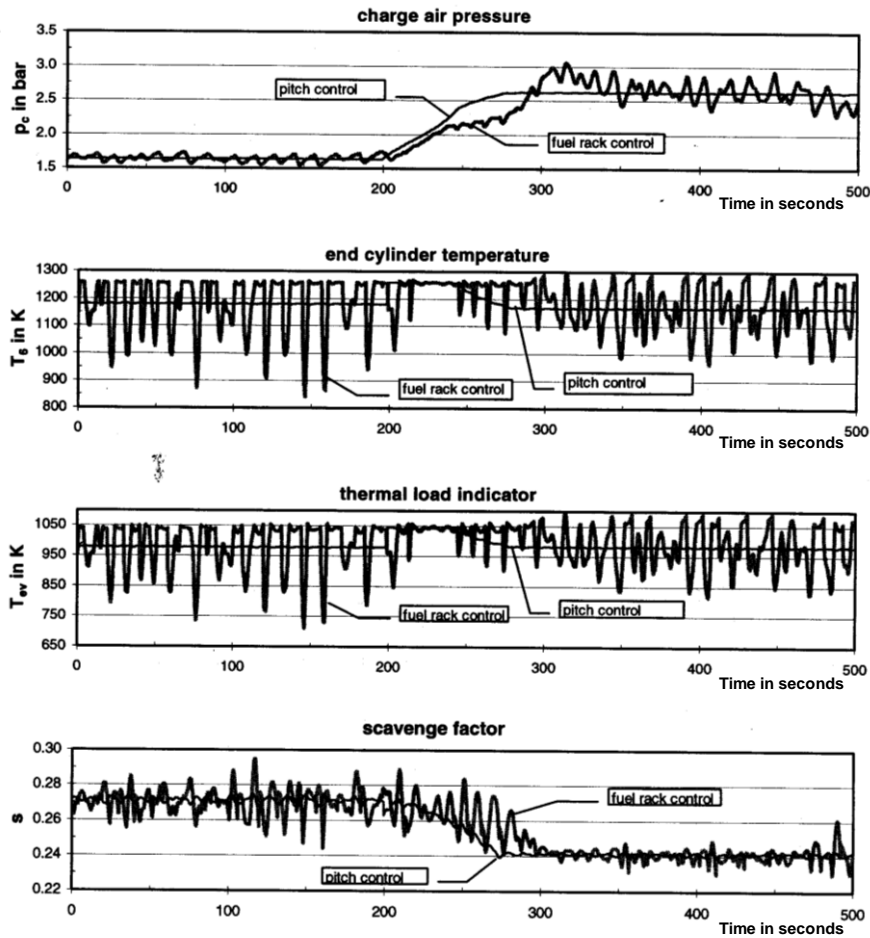 charge air pressure
3.5
3.0
2.5
2.0
1.5
p_c in bar
pitch control
fuel rack control
0 100 200 300 400 500
Time in seconds
end cylinder temperature
1300
1200
1100
1000
900
800
T_6 in K
fuel rack control
pitch control
0 100 200 300 400 500
Time in seconds
thermal load indicator
1050
950
850
750
650
T_ev in K
fuel rack control
pitch control
0 100 200 300 400 500
Time in seconds
scavenge factor
0.30
0.28
0.26
0.24
0.22
s
fuel rack control
pitch control
0 100 200 300 400 500
Time in seconds